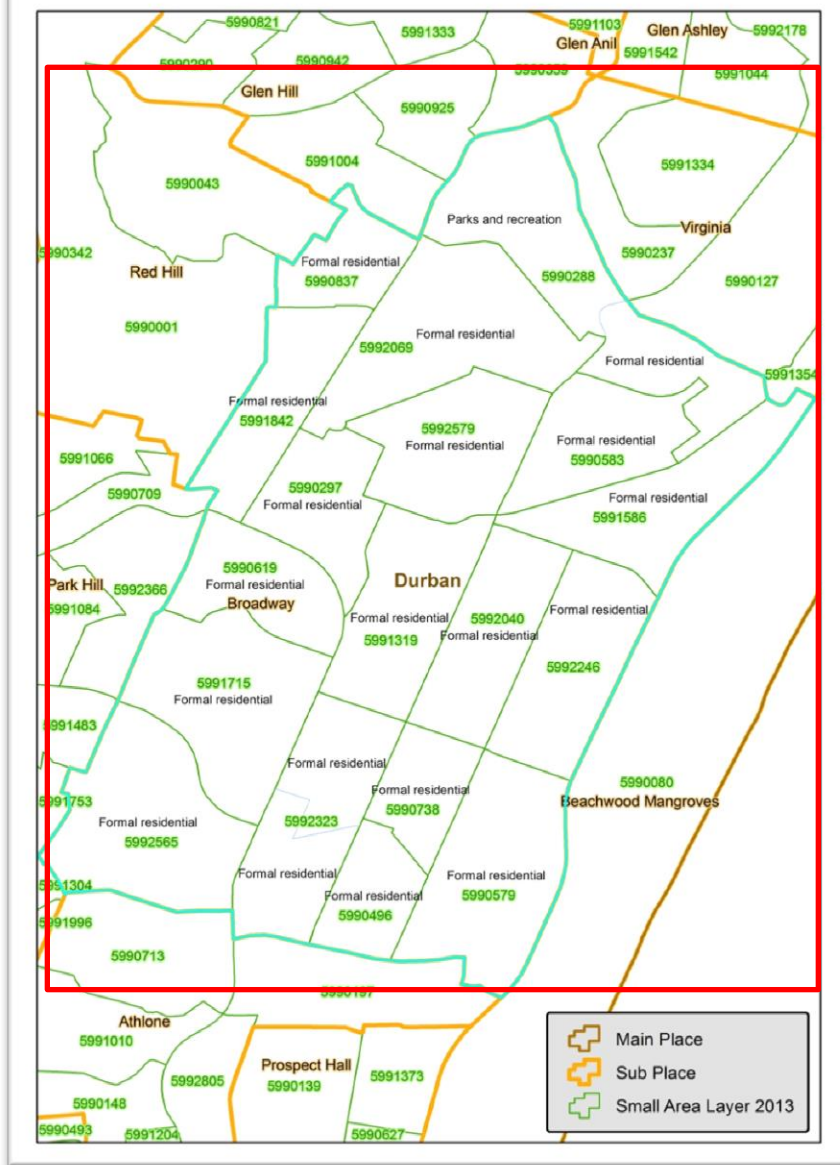 5990821
5991333
5991103
Glen Ashley
5992178
Glen Anil
5991542
5990290
5990942
5990359
5991044
Glen Hill
5990925
5991004
5991334
5990043
Parks and recreation
Virginia
5990342
5990237
Formal residential
Red Hill
5990837
5990288
5990127
5990001
Formal residential
5992069
Formal residential
5991354
Formal residential
5991842
5992579
Formal residential
Formal residential
5991066
5990583
5990709
5990297
Formal residential
Formal residential
5991586
5990619
Park Hill
5992366
Formal residential
Durban
Broadway
5991084
Formal residential
5992040
Formal residential
5991319
Formal residential
5992246
5991715
Formal residential
5991483
Formal residential
5990080
Formal residential
5991753
Beachwood Mangroves
5990738
5992323
Formal residential
5992565
Formal residential
Formal residential
5991304
Formal residential
5990579
5990496
5991996
5990713
5990197
Athlone
5991010
Main Place
Prospect Hall
5992805
5990139
5991373
Sub Place
5990148
Small Area Layer 2013
5990493
5991204
5990627